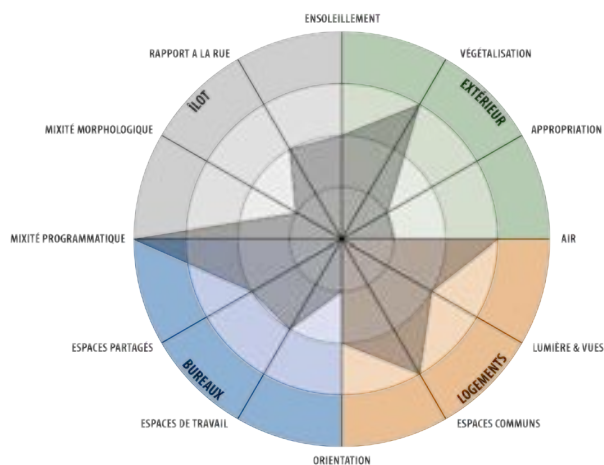 ENSOLEILLEMENT
RAPPORT A LA RUE
VÉGÉTALISATION
ÎLOT
EXTÉRIEUR
MIXITÉ MORPHOLOGIQUE
APPROPRIATION
MIXITÉ PROGRAMMATIQUE
AIR
ESPACES PARTAGÉS
LUMIÈRE & VUES
BUREAUX
LOGEMENTS
ESPACES DE TRAVAIL
ESPACES COMMUNS
ORIENTATION